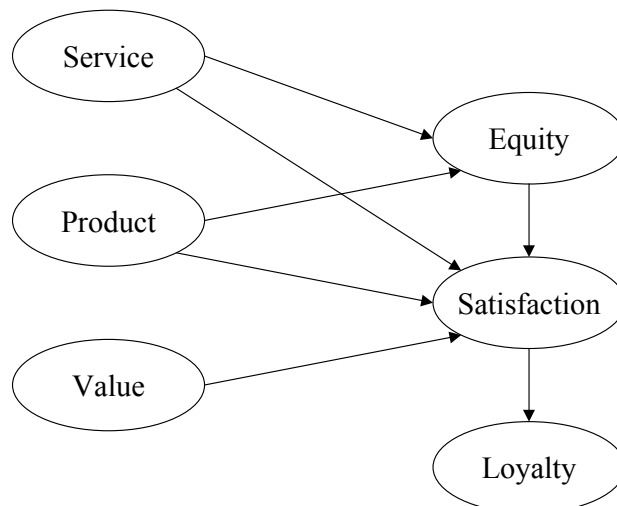 Service
Equity
Product
Satisfaction
Value
Loyalty